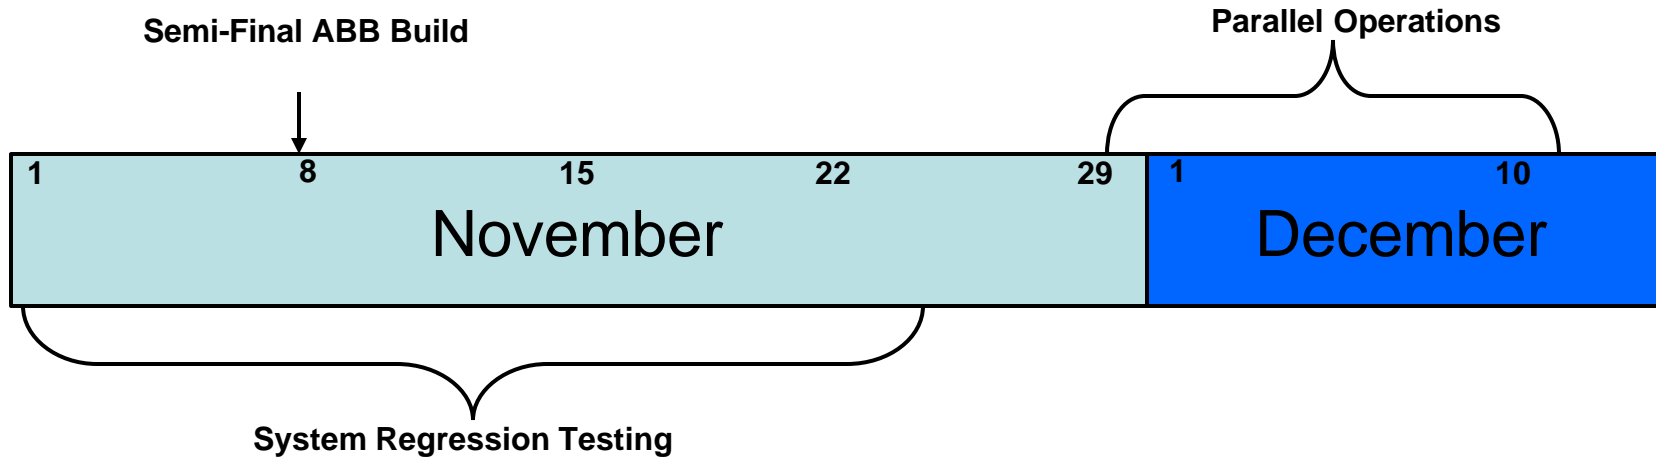 Semi-Final ABB Build
Parallel Operations
1 8 15 22 29 1 10
November December
System Regression Testing